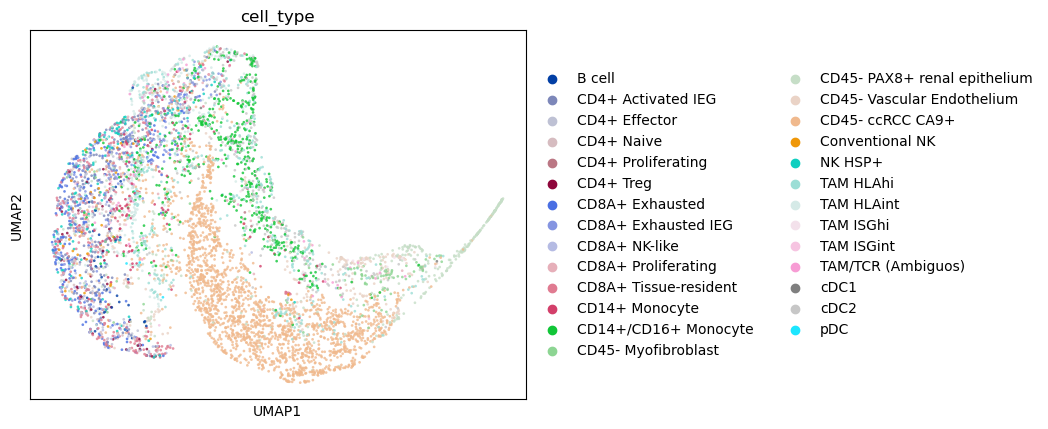 cell_type
UMAP2
UMAP1
B cell
CD4+ Activated IEG
CD4+ Effector
CD4+ Naive
CD4+ Proliferating
CD4+ Treg
CD8A+ Exhausted
CD8A+ Exhausted IEG
CD8A+ NK-like
CD8A+ Proliferating
CD8A+ Tissue-resident
CD14+ Monocyte
CD14+/CD16+ Monocyte
CD45- Myofibroblast
CD45- PAX8+ renal epithelium
CD45- Vascular Endothelium
CD45- ccRCC CA9+
Conventional NK
NK HSP+
TAM HLAhi
TAM HLAint
TAM ISGhi
TAM ISGint
TAM/TCR (Ambiguos)
cDC1
cDC2
pDC